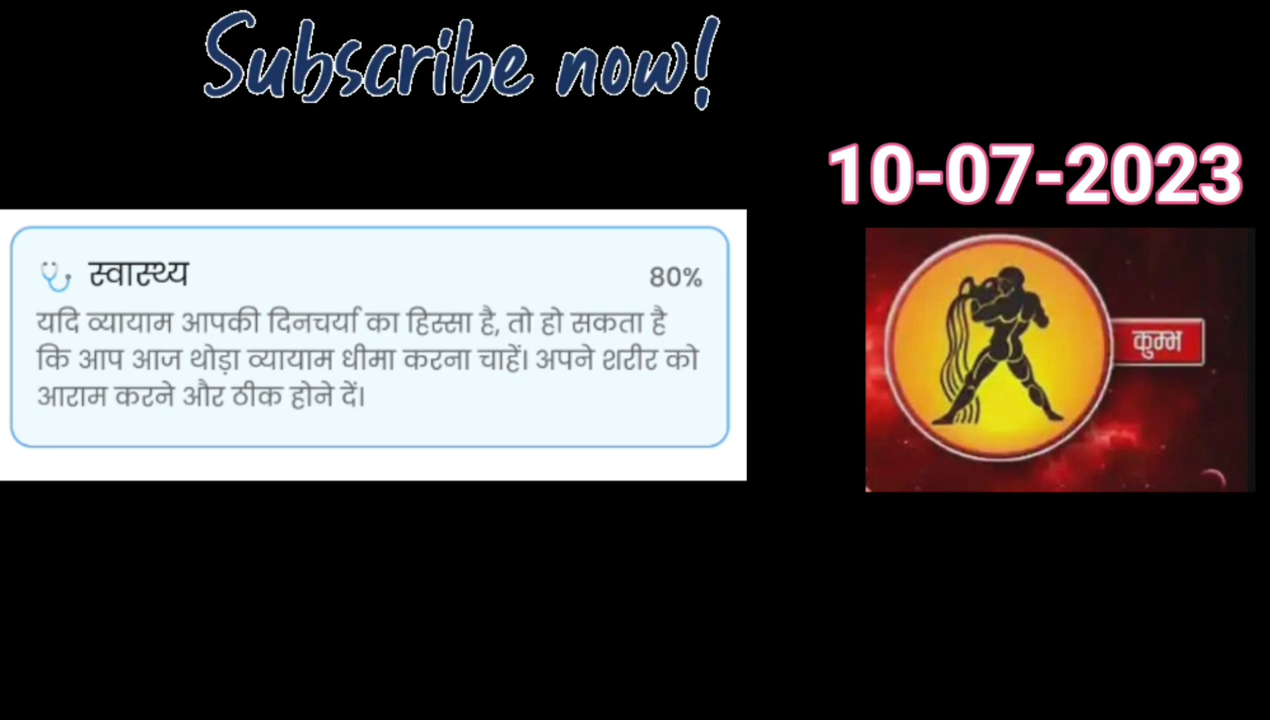 Subscribe now!
10-07-2023
स्वास्थ्य 80%
यदि व्यायाम आपकी दिनचर्या का हिस्सा है, तो हो सकता है
कि आप आज थोड़ा व्यायाम धीमा करना चाहें। अपने शरीर को
आराम करने और ठीक होने दें।
कुम्भ